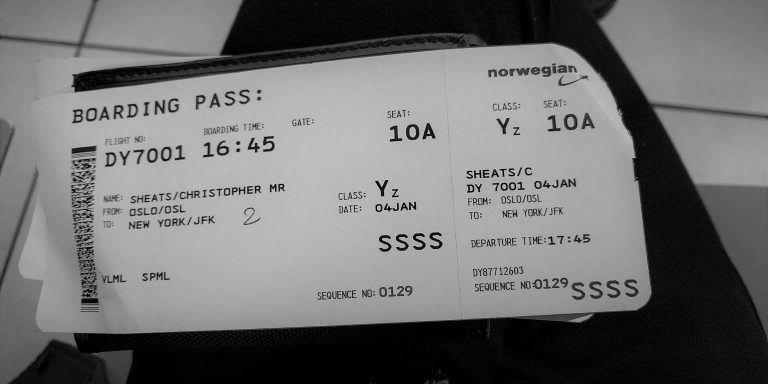 norwegian
BOARDING PASS:
FLIGHT NO: BOARDING TIME: GATE: SEAT:
DY7001 16:45 10A
NAME: SHEATS/CHRISTOPHER MR
FROM: OSLO/OSL
TO: NEW YORK/JFK 2
CLASS: Yz
DATE: 04JAN
SSSS
VLML SPML
SEQUENCE NO: 0129
CLASS: SEAT:
Yz 10A
SHEATS/C
DY 7001 04JAN
FROM: OSLO/OSL
TO: NEW YORK/JFK
DEPARTURE TIME:17:45
DY87712603
SEQUENCE NO:0129 SSSS